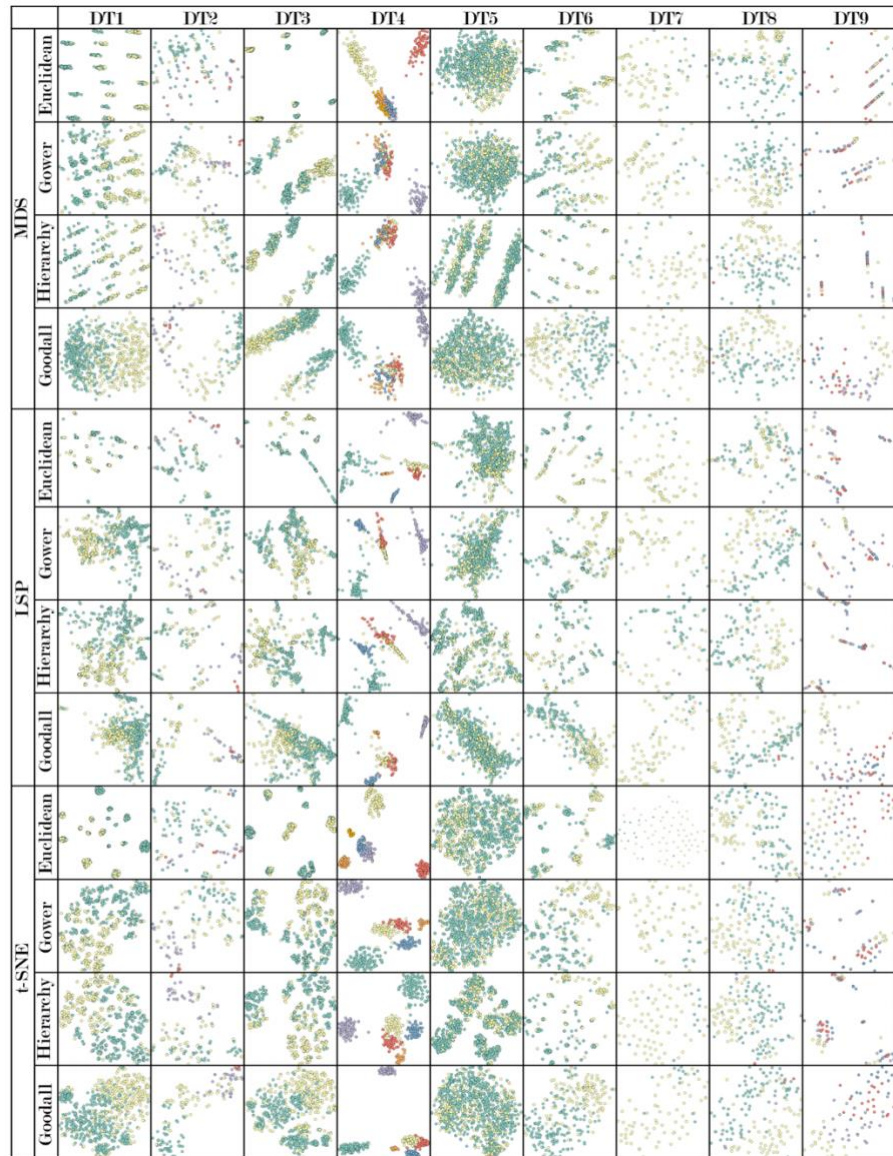 DT1 DT2 DT3 DT4 DT5 DT6 DT7 DT8 DT9
MDS
Euclidean
Gower
Hierarchy
Goodall
LSP
Euclidean
Gower
Hierarchy
Goodall
t-SNE
Euclidean
Gower
Hierarchy
Goodall